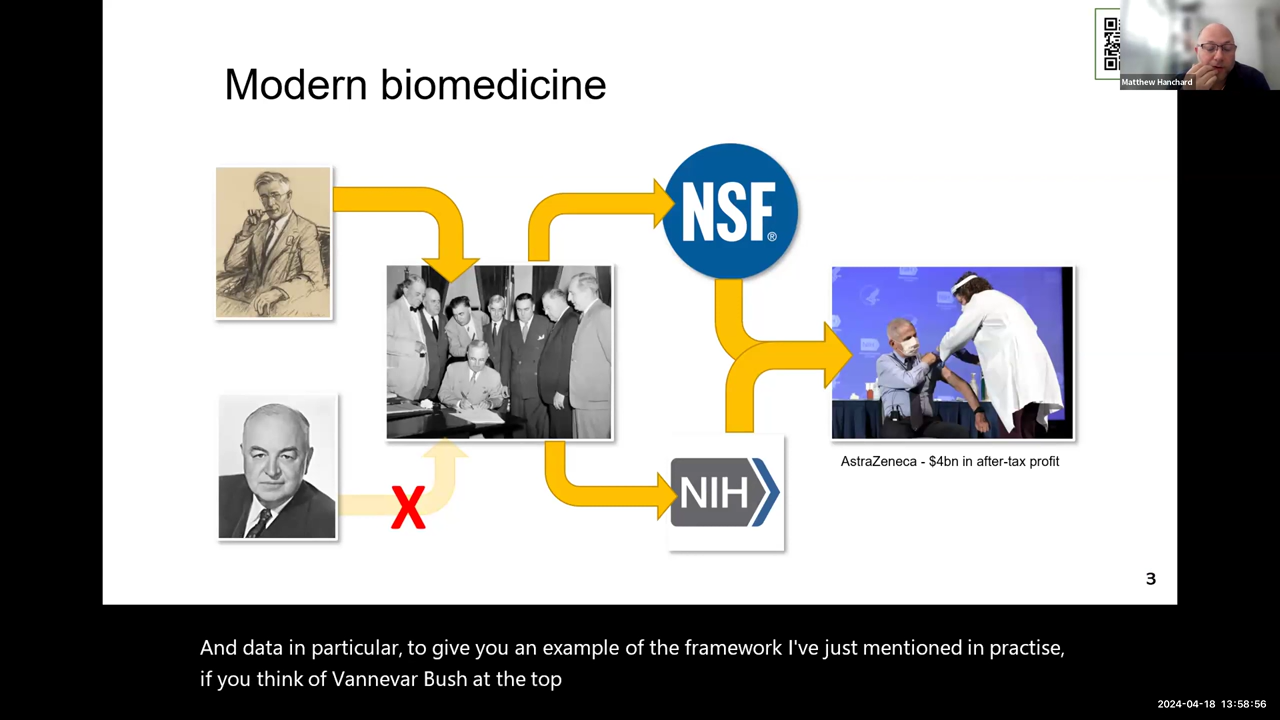 Modern biomedicine
Matthew Hanchard
NSF®
NIH
AstraZeneca - $4bn in after-tax profit
X
3
And data in particular, to give you an example of the framework I've just mentioned in practise,
if you think of Vannevar Bush at the top
2024-04-18 13:58:56